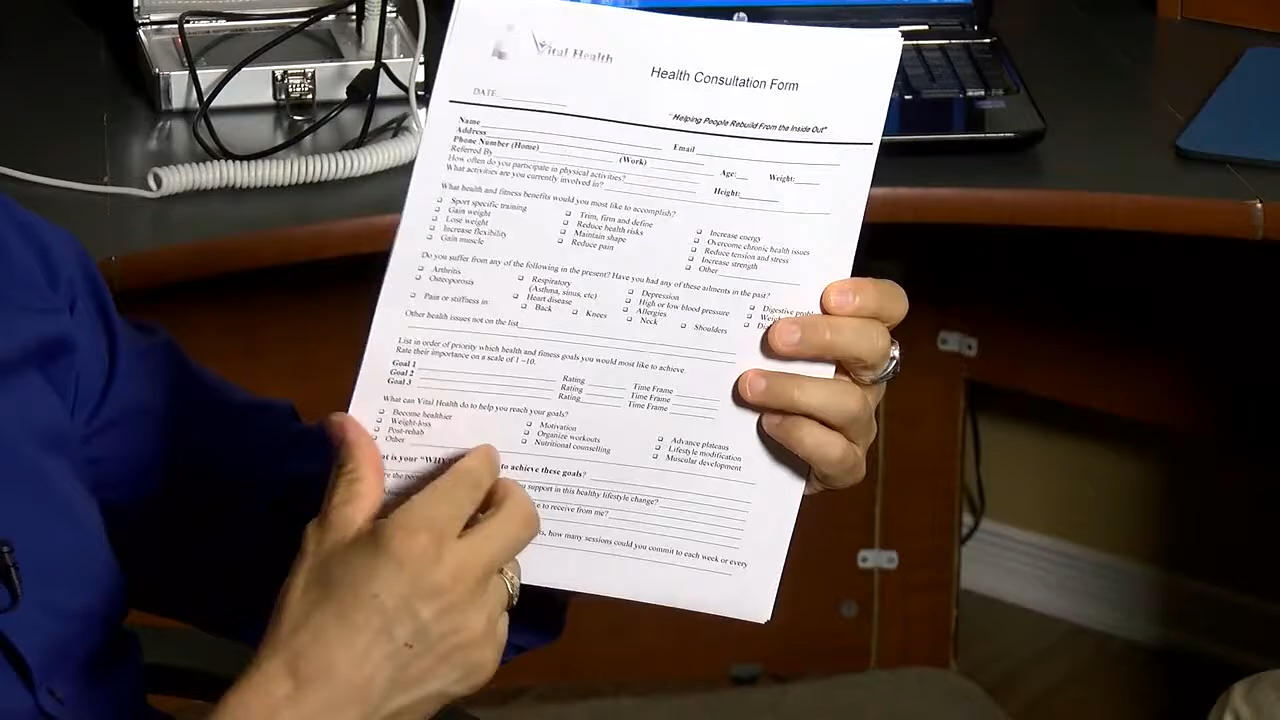 Vital Health
Health Consultation Form
DATE
"Helping People Rebuild From the Inside Out"
Name
Email
Address
Phone Number (Home) (Work)
Age: Weight:
Referred By
How often do you participate in physical activities?
What activities are you currently involved in?
Height:
What health and fitness benefits would you most like to accomplish?
Sport specific training Trim, firm and define Increase energy
Gain weight Reduce health risks Overcome chronic health issues
Lose weight Maintain shape Reduce tension and stress
Increase flexibility Reduce pain Increase strength
Gain muscle Other
Do you suffer from any of the following in the present? Have you had any of these ailments in the past?
Arthritis Respiratory Depression Digestive
Osteoporosis (Asthma, sinus, etc) High or low blood pressure
Heart disease Allergies
Pain or stiffness in: Back Knees Neck Shoulders
Other health issues not on the list
List in order of priority which health and fitness goals you would most like to achieve.
Rate their importance on a scale of 1-10.
Goal 1 Rating Time Frame
Goal 2 Rating Time Frame
Goal 3 Rating Time Frame
What can Vital Health do to help you reach your goals?
Become healthier Motivation Advance plateaus
Weight-loss Organize workouts Lifestyle modification
Post-rehab Nutritional counselling Muscular development
Other
is your "WHY to achieve these goals?
support in this healthy lifestyle change?
to receive from me?
how many sessions could you commit to each week or every